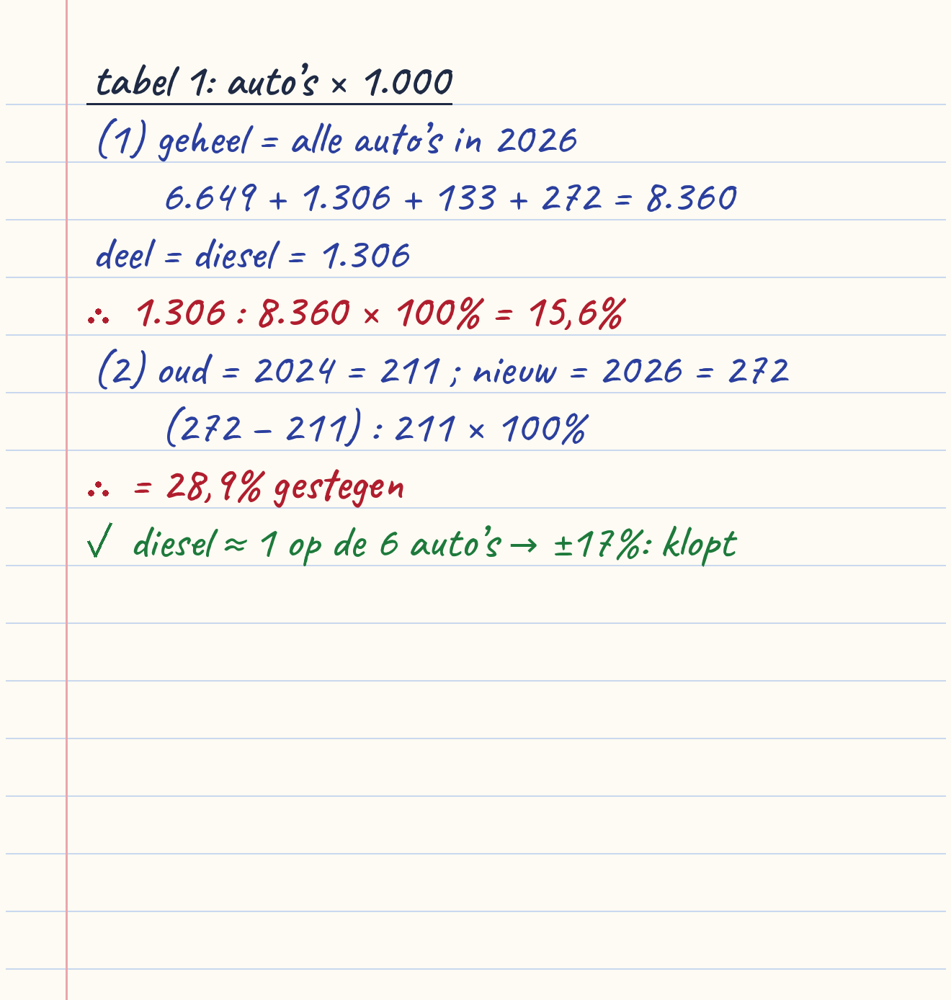 tabel 1: auto's × 1.000
(1) geheel = alle auto's in 2026
6.649 + 1.306 + 133 + 272 = 8.360
deel = diesel = 1.306
∴ 1.306 : 8.360 × 100% = 15,6%
(2) oud = 2024 = 211 ; nieuw = 2026 = 272
(272 – 211) : 211 × 100%
∴ = 28,9% gestegen
✓ diesel ≈ 1 op de 6 auto's → ±17%: klopt